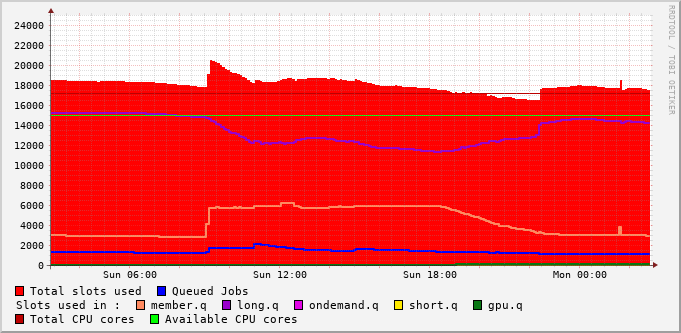 RRDTOOL / TOBI OETIKER
24000
22000
20000
18000
16000
14000
12000
10000
8000
6000
4000
2000
0
Sun 06:00 Sun 12:00 Sun 18:00 Mon 00:00
Total slots used Queued Jobs
Slots used in : member.q long.q ondemand.q short.q gpu.q
Total CPU cores Available CPU cores